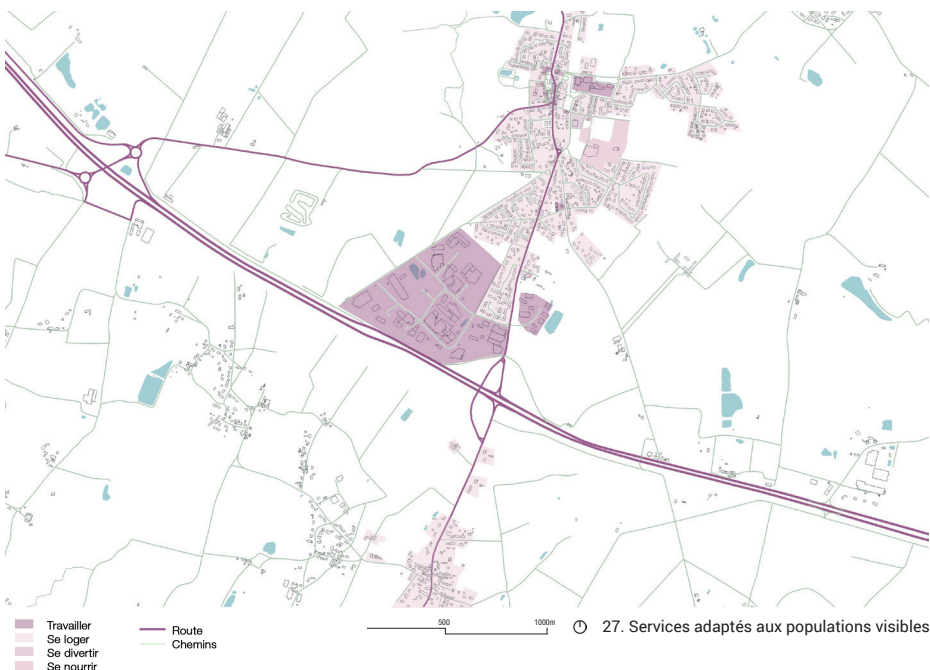 Travailler
Se loger
Se divertir
Se nourrir
Route
Chemins
500 1000m
27. Services adaptés aux populations visibles